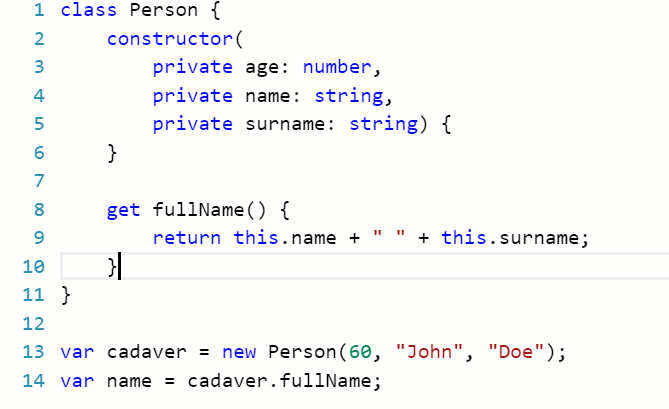 1 class Person {
2     constructor(
3         private age: number,
4         private name: string,
5         private surname: string) {
6     }
7
8     get fullName() {
9         return this.name + " " + this.surname;
10     }
11 }
12
13 var cadaver = new Person(60, "John", "Doe");
14 var name = cadaver.fullName;